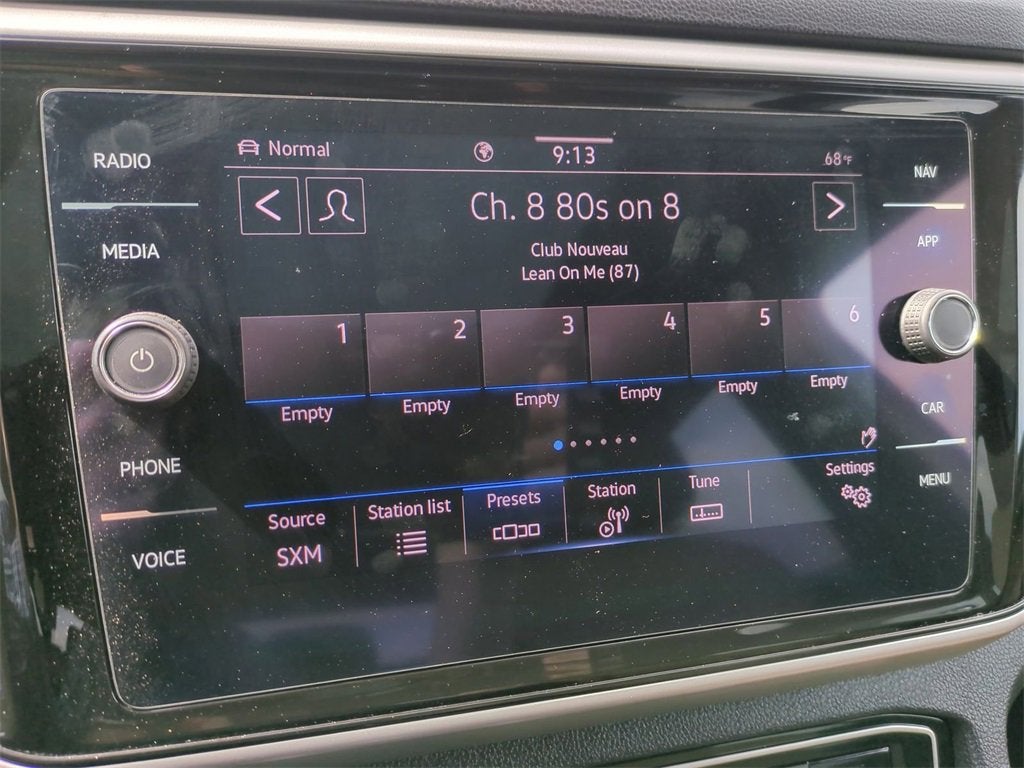 RADIO
MEDIA
PHONE
VOICE
Normal
9:13
68°F
Ch. 8 80s on 8
Club Nouveau
Lean On Me (87)
1 2 3 4 5 6
Empty Empty Empty Empty Empty Empty
Source
SXM
Station list
Presets
Station
Tune
Settings
NAV
APP
CAR
MENU